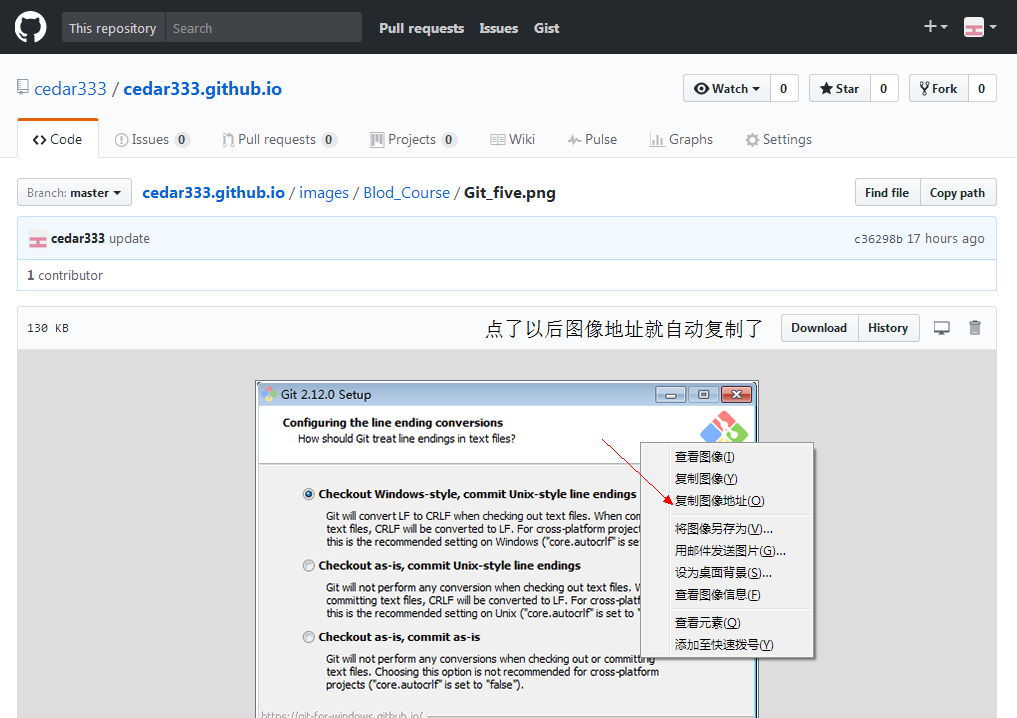 This repository Search Pull requests Issues Gist
cedar333 / cedar333.github.io Watch 0 Star 0 Fork 0
Code Issues 0 Pull requests 0 Projects 0 Wiki Pulse Graphs Settings
Branch: master cedar333.github.io / images / Blod_Course / Git_five.png Find file Copy path
cedar333 update c36298b 17 hours ago
1 contributor
130 KB 点了以后图像地址就自动复制了 Download History
Git 2.12.0 Setup
Configuring the line ending conversions
How should Git treat line endings in text files?
Checkout Windows-style, commit Unix-style line endings
Git will convert LF to CRLF when checking out text files. When com
text files, CRLF will be converted to LF. For cross-platform project
this is the recommended setting on Windows ("core.autocrlf" is se
Checkout as-is, commit Unix-style line endings
Git will not perform any conversion when checking out text files. W
committing text files, CRLF will be converted to LF. For cross-platf
this is the recommended setting on Unix ("core.autocrlf" is set to "
Checkout as-is, commit as-is
Git will not perform any conversions when checking out or committing
text files. Choosing this option is not recommended for cross-platform
projects ("core.autocrlf" is set to "false").
https://git-for-windows.github.io/
查看图像(I)
复制图像(Y)
复制图像地址(O)
将图像另存为(V)...
用邮件发送图片(G)...
设为桌面背景(S)...
查看图像信息(F)
查看元素(Q)
添加至快速拨号(Y)